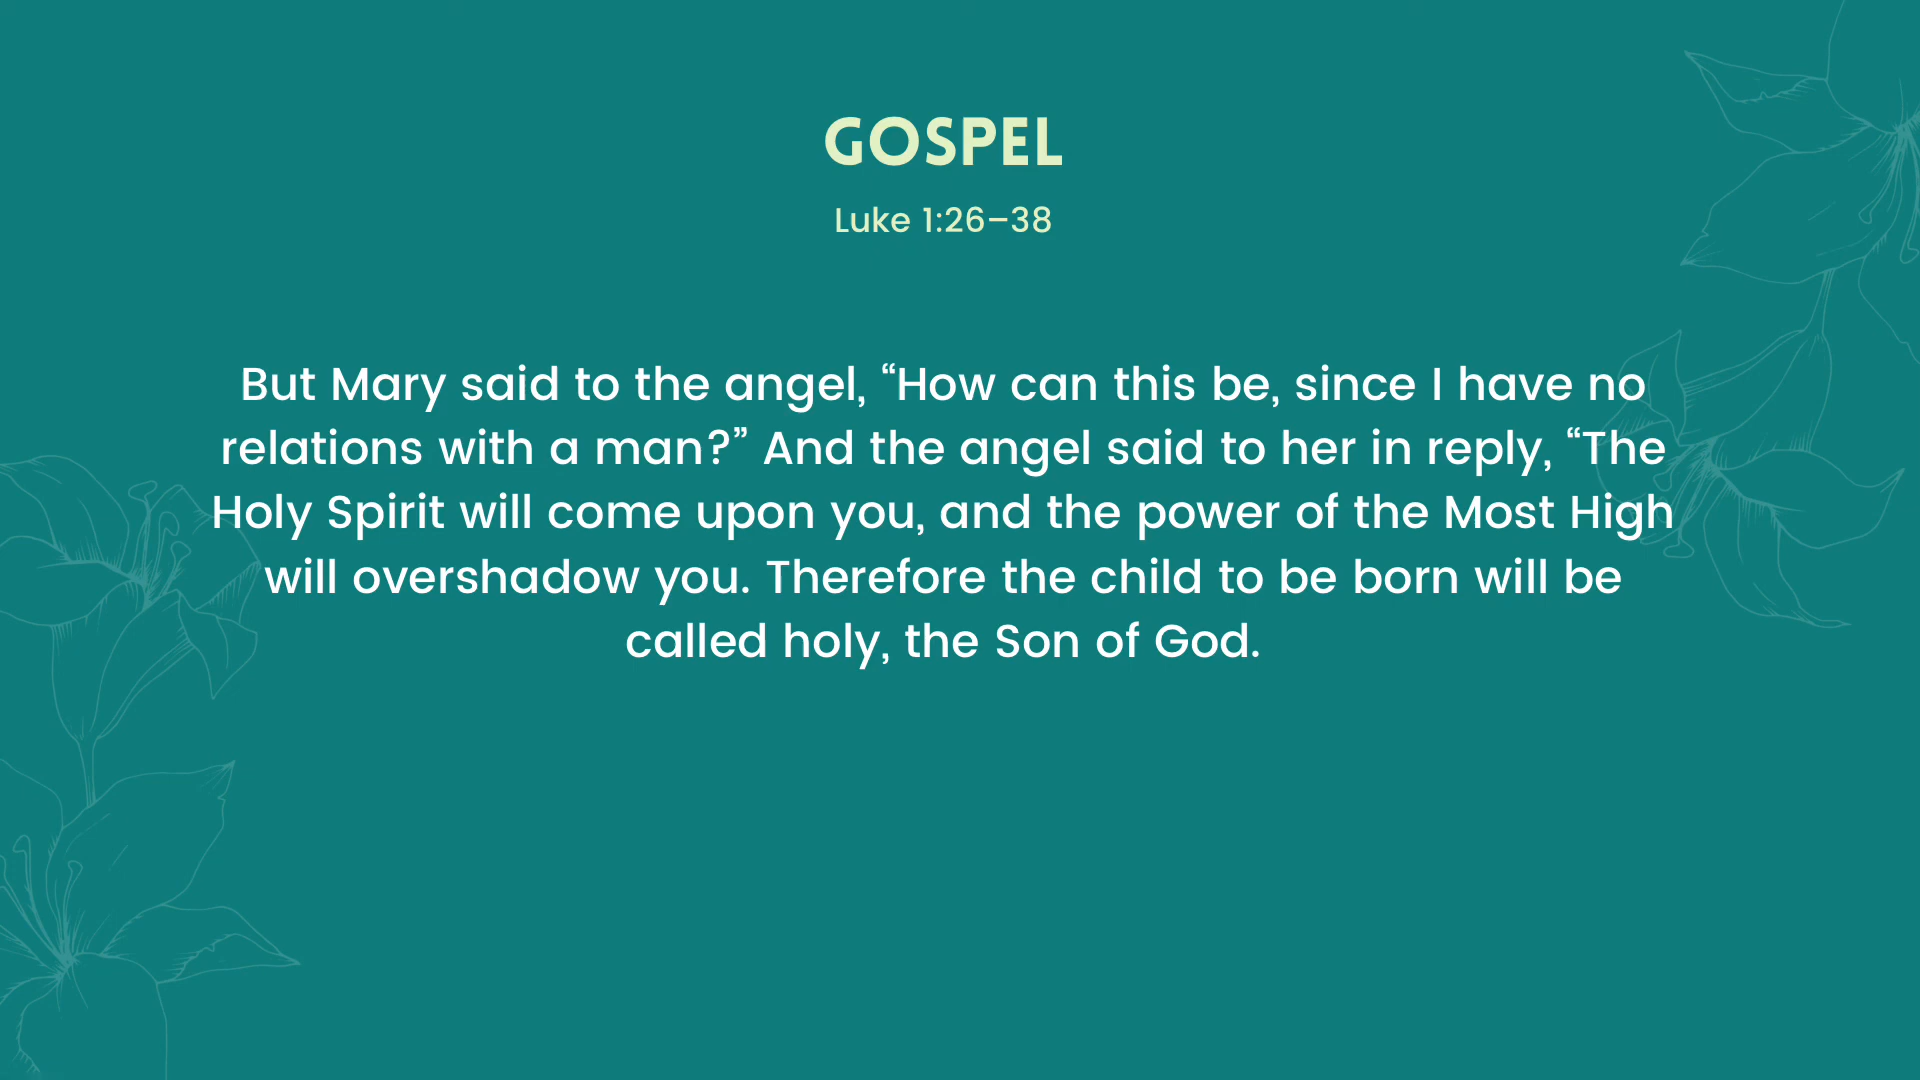 GOSPEL
Luke 1:26–38
But Mary said to the angel, “How can this be, since I have no
relations with a man?” And the angel said to her in reply, “The
Holy Spirit will come upon you, and the power of the Most High
will overshadow you. Therefore the child to be born will be
called holy, the Son of God.